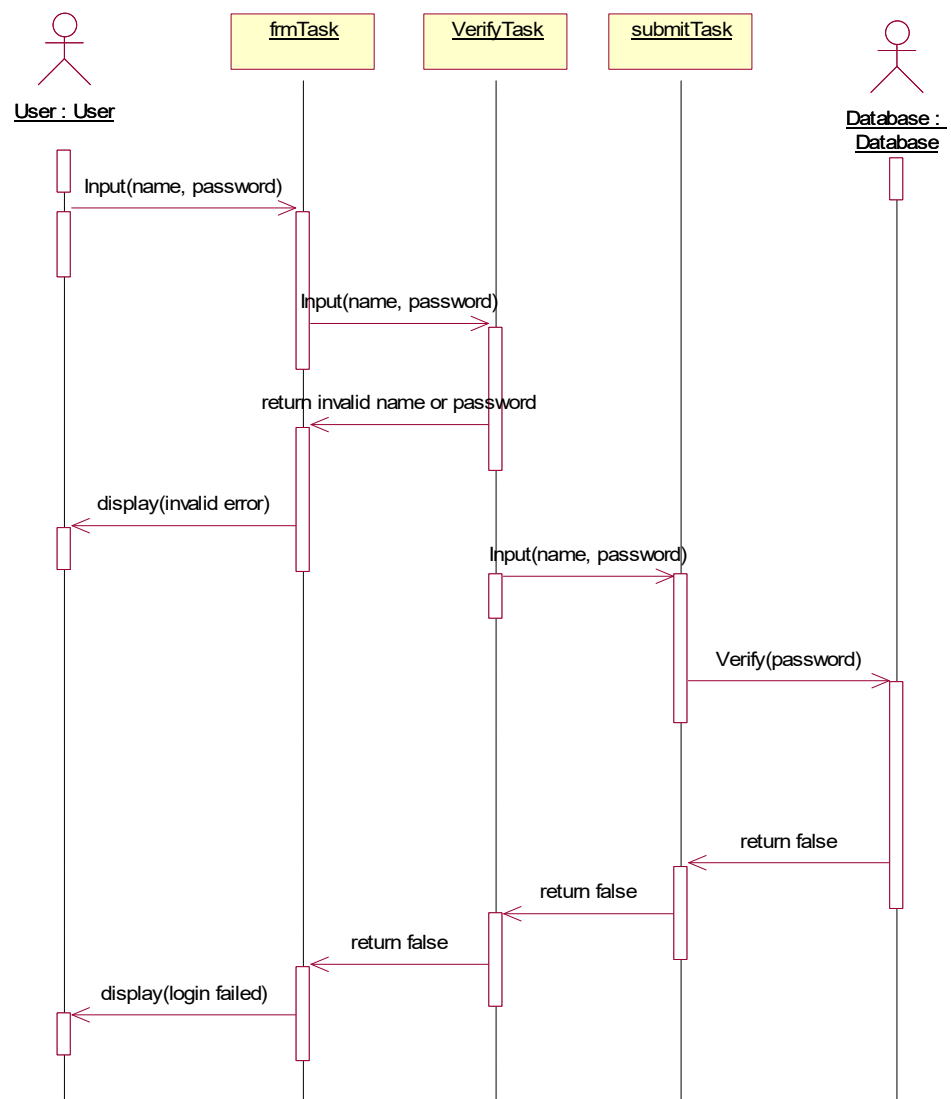 frmTask
VerifyTask
submitTask
User : User
Database :
Database
Input(name, password)
Input(name, password)
return invalid name or password
display(invalid error)
Input(name, password)
Verify(password)
return false
return false
return false
display(login failed)